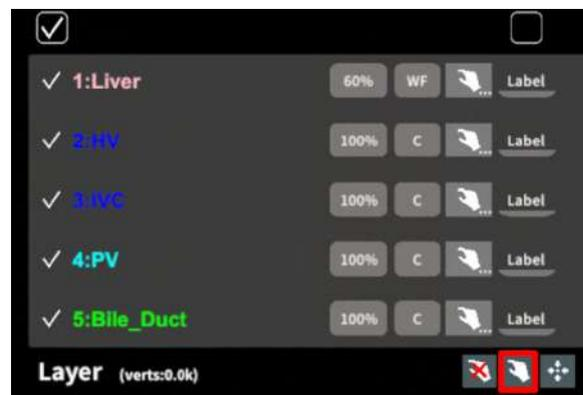 1:Liver 60% WF Label
2:HV 100% C Label
3:IVC 100% C Label
4:PV 100% C Label
5:Bile_Duct 100% C Label
Layer (verts:0.0k)